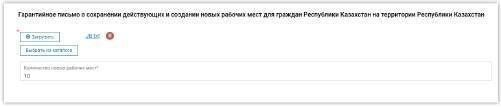 Гарантийное письмо о сохранении действующих и создании новых рабочих мест для граждан Республики Казахстан на территории Республики Казахстан
*
Загрузить
Выбрать из каталога
Количество новых рабочих мест*
10